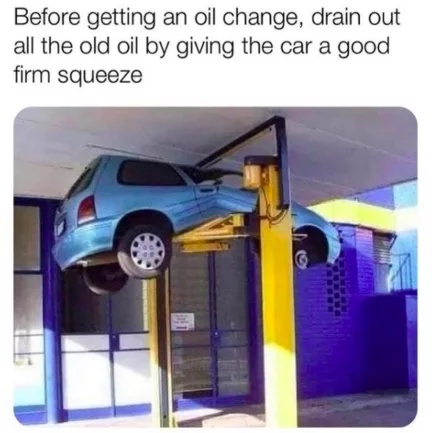 Before getting an oil change, drain out
all the old oil by giving the car a good
firm squeeze